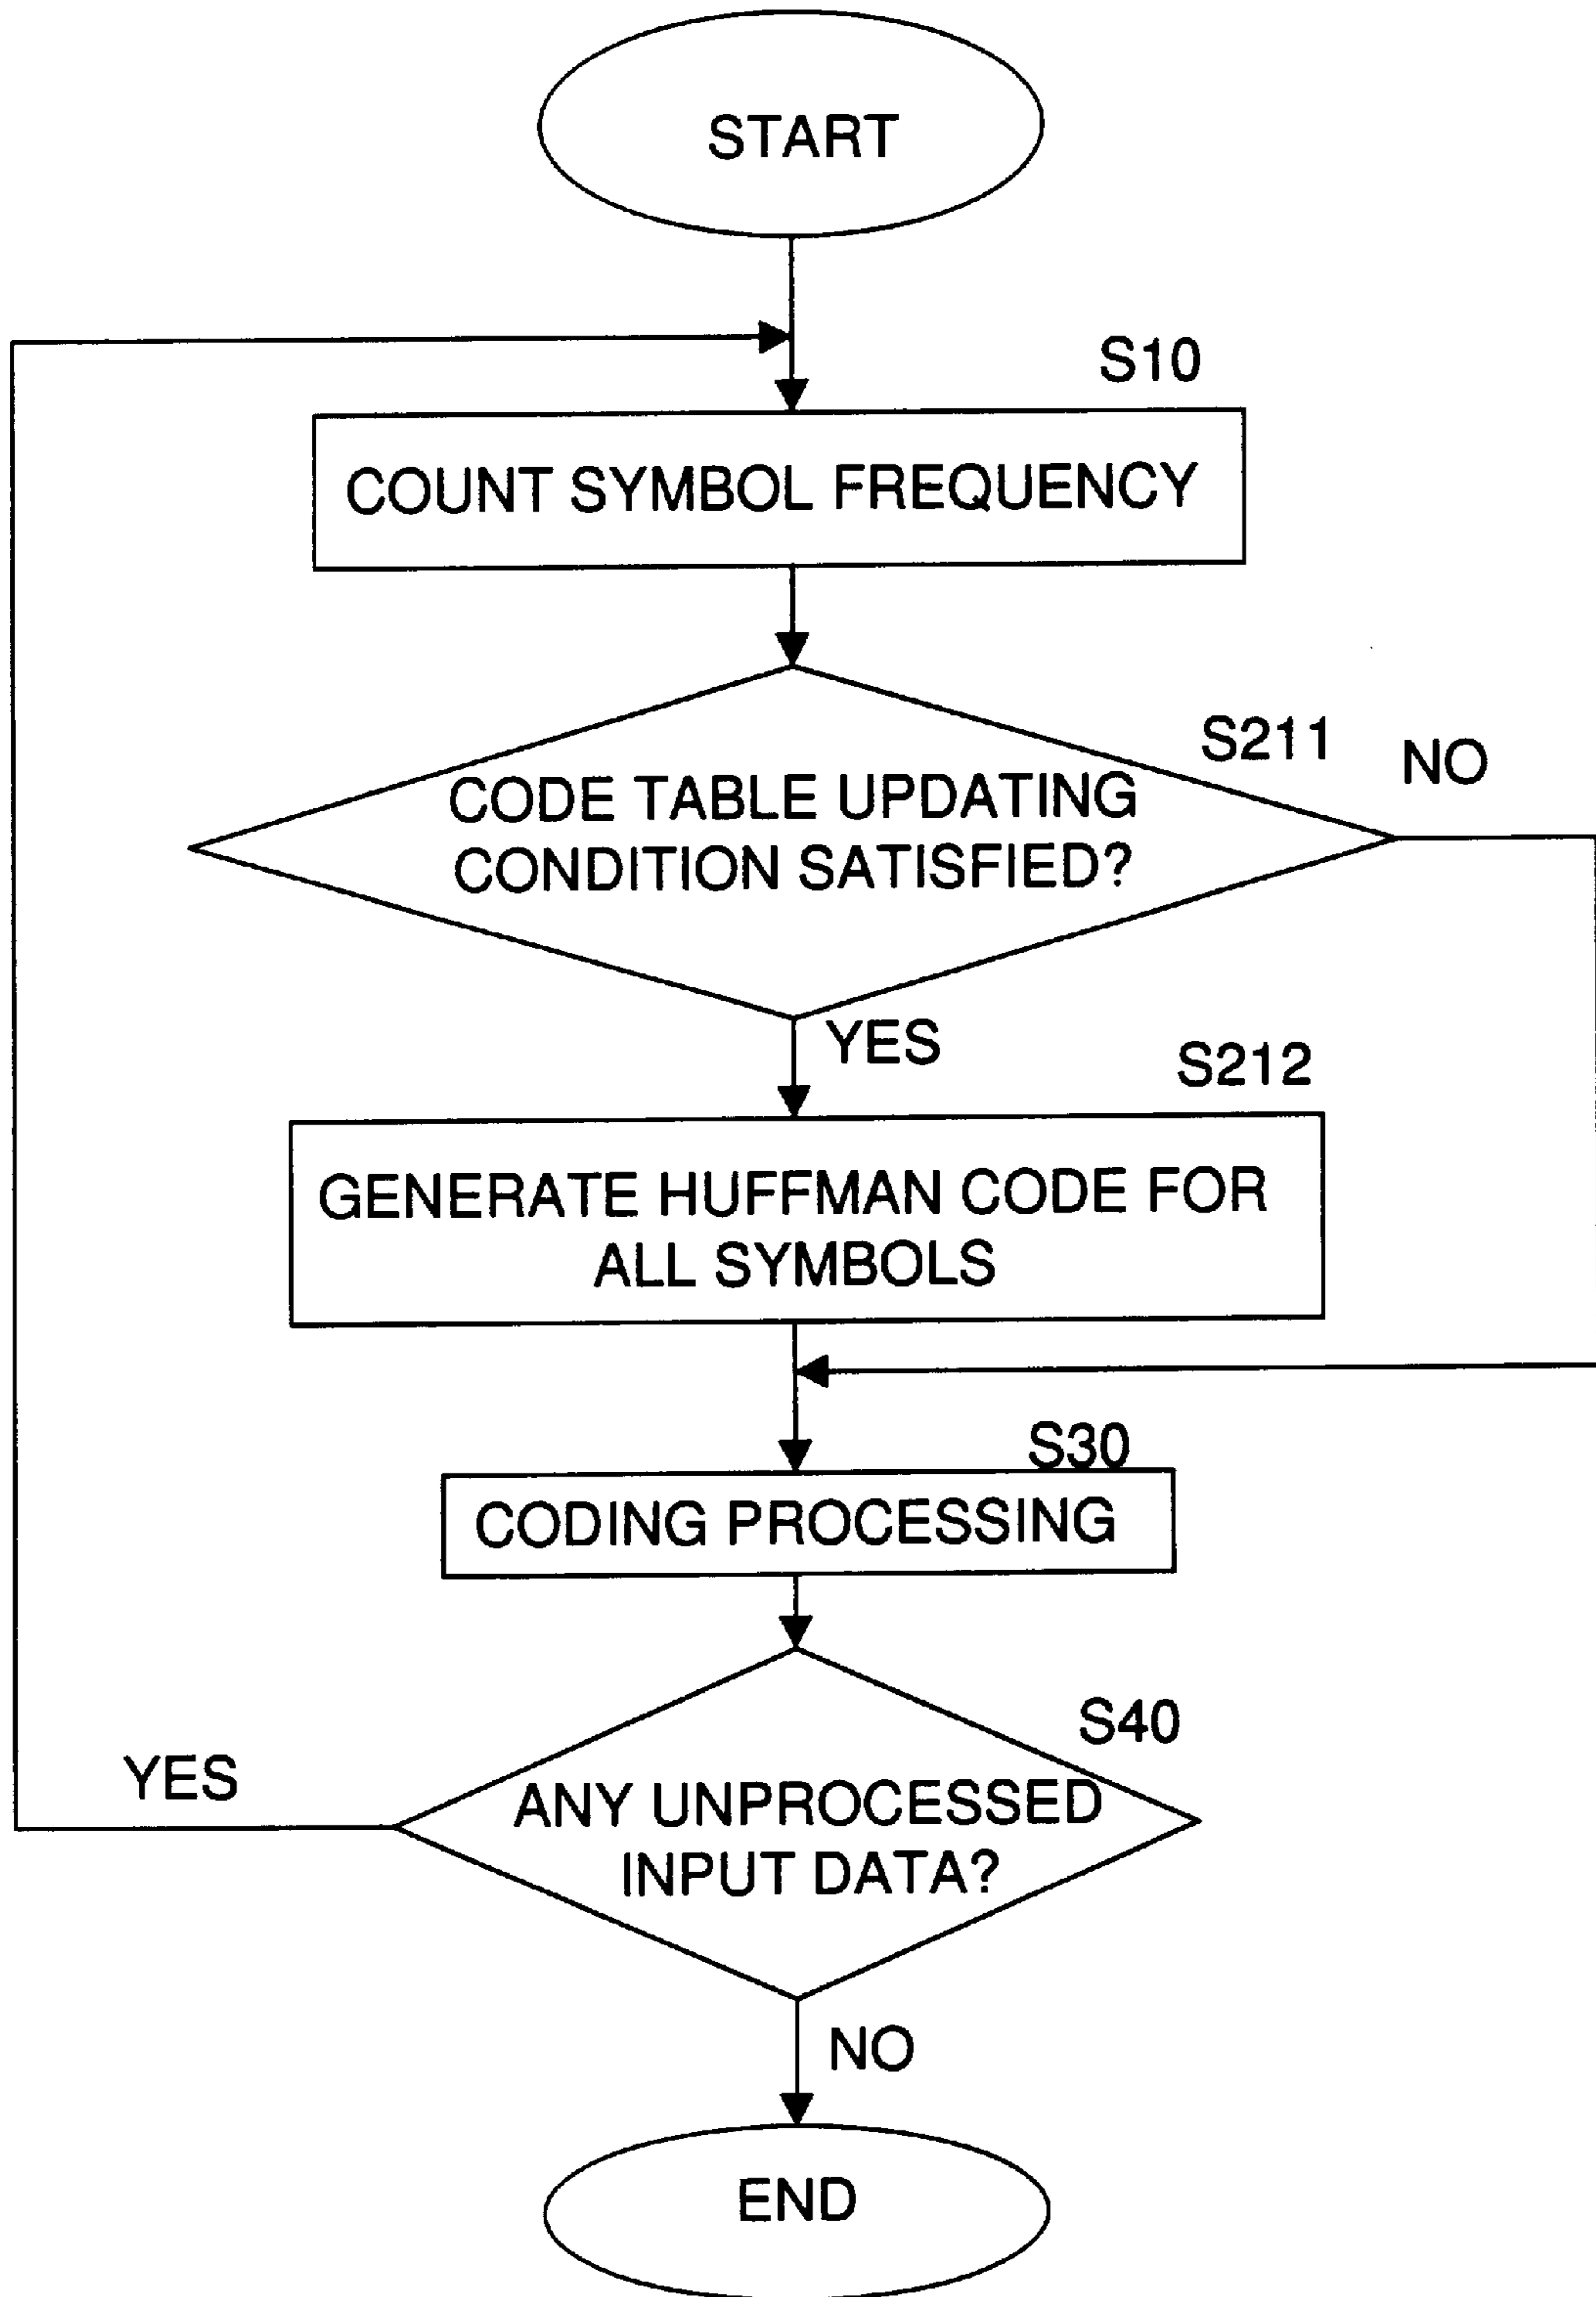 START
S10
COUNT SYMBOL FREQUENCY
S211
NO
CODE TABLE UPDATING
CONDITION SATISFIED?
YES
S212
GENERATE HUFFMAN CODE FOR
ALL SYMBOLS
S30
CODING PROCESSING
S40
YES
ANY UNPROCESSED
INPUT DATA?
NO
END